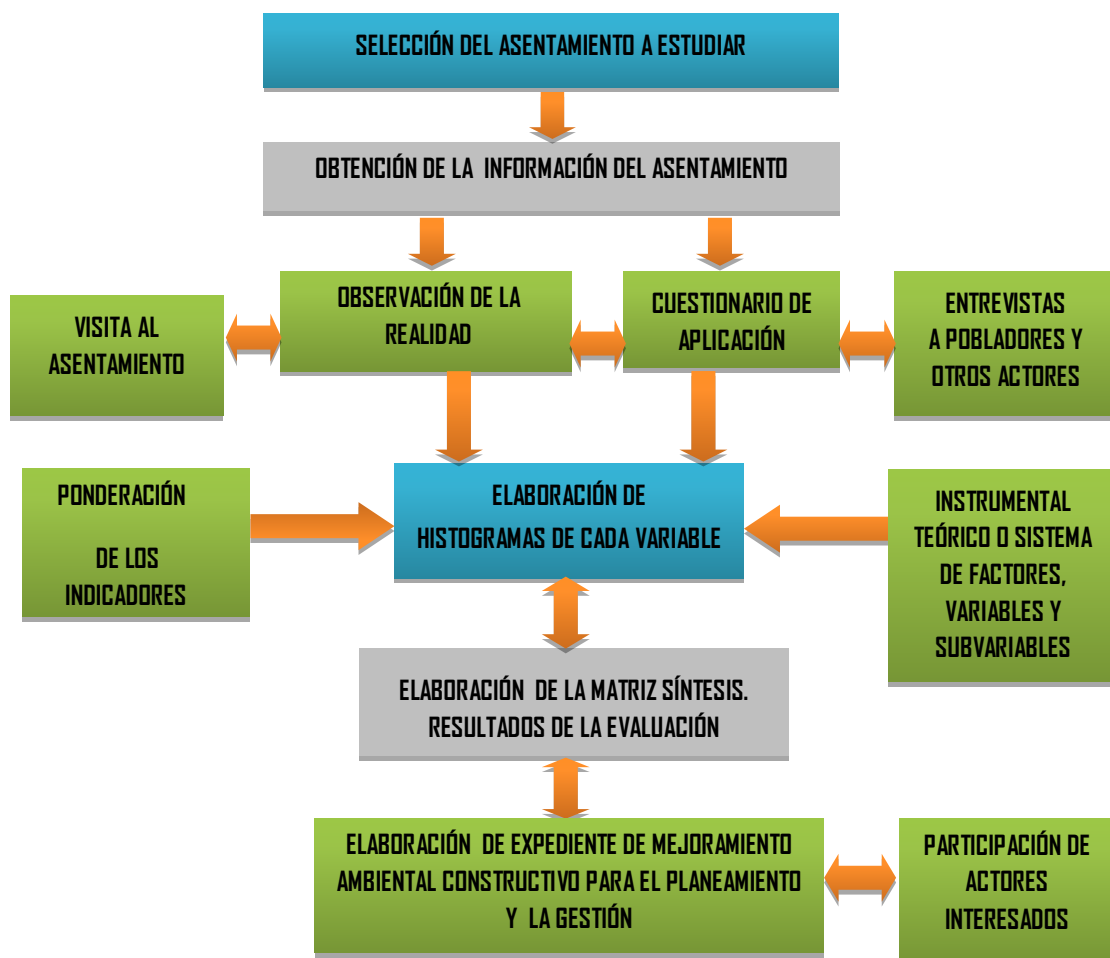 SELECCIÓN DEL ASENTAMIENTO A ESTUDIAR
OBTENCIÓN DE LA INFORMACIÓN DEL ASENTAMIENTO
VISITA AL
ASENTAMIENTO
OBSERVACIÓN DE LA
REALIDAD
CUESTIONARIO DE
APLICACIÓN
ENTREVISTAS
A POBLADORES Y
OTROS ACTORES
PONDERACIÓN
DE LOS
INDICADORES
ELABORACIÓN DE
HISTOGRAMAS DE CADA VARIABLE
INSTRUMENTAL
TEÓRICO O SISTEMA
DE FACTORES,
VARIABLES Y
SUBVARIABLES
ELABORACIÓN DE LA MATRIZ SÍNTESIS.
RESULTADOS DE LA EVALUACIÓN
ELABORACIÓN DE EXPEDIENTE DE MEJORAMIENTO
AMBIENTAL CONSTRUCTIVO PARA EL PLANEAMIENTO
Y LA GESTIÓN
PARTICIPACIÓN DE
ACTORES
INTERESADOS